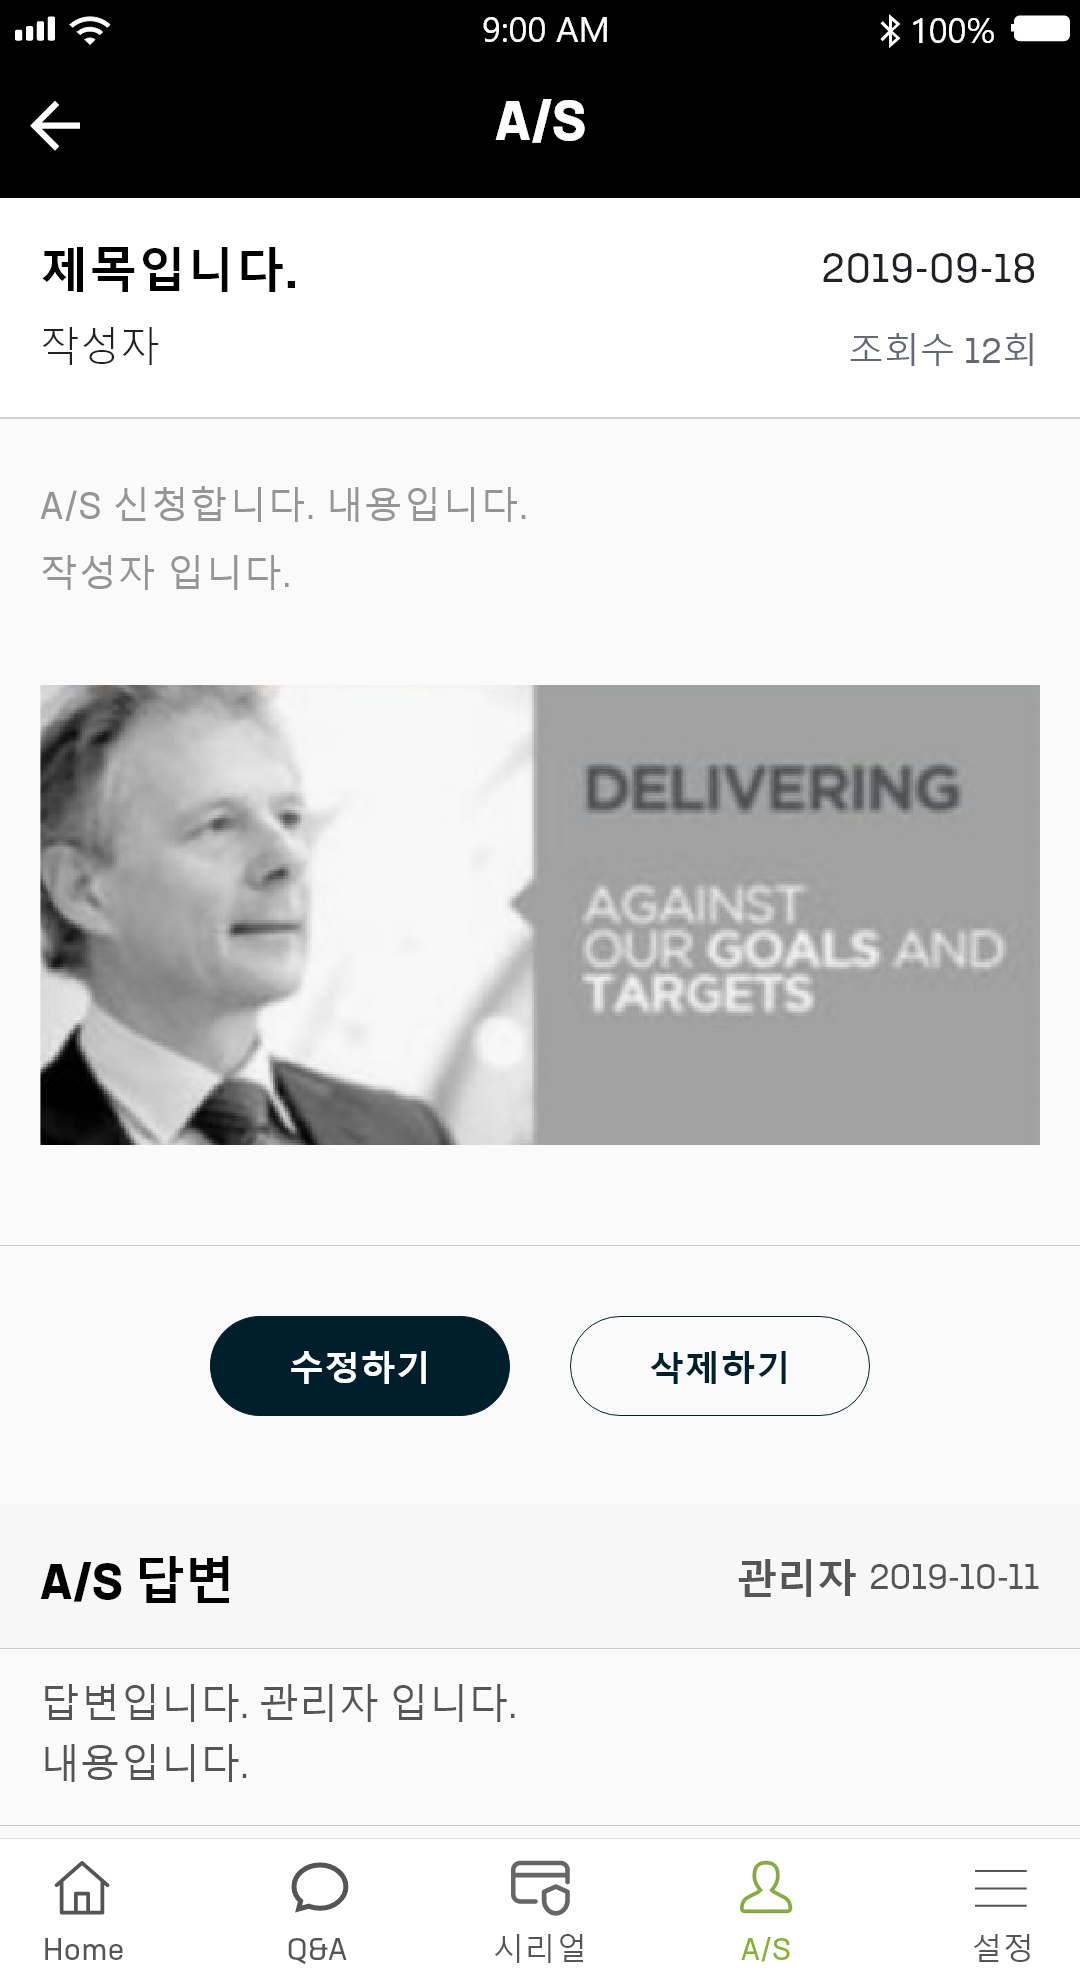 9:00 AM
100%
A/S
제목입니다.
2019-09-18
작성자
조회수 12회
A/S 신청합니다. 내용입니다.
작성자 입니다.
DELIVERING
AGAINST
OUR GOALS AND
TARGETS
수정하기
삭제하기
A/S 답변
관리자 2019-10-11
답변입니다. 관리자 입니다.
내용입니다.
Home
Q&A
시리얼
A/S
설정